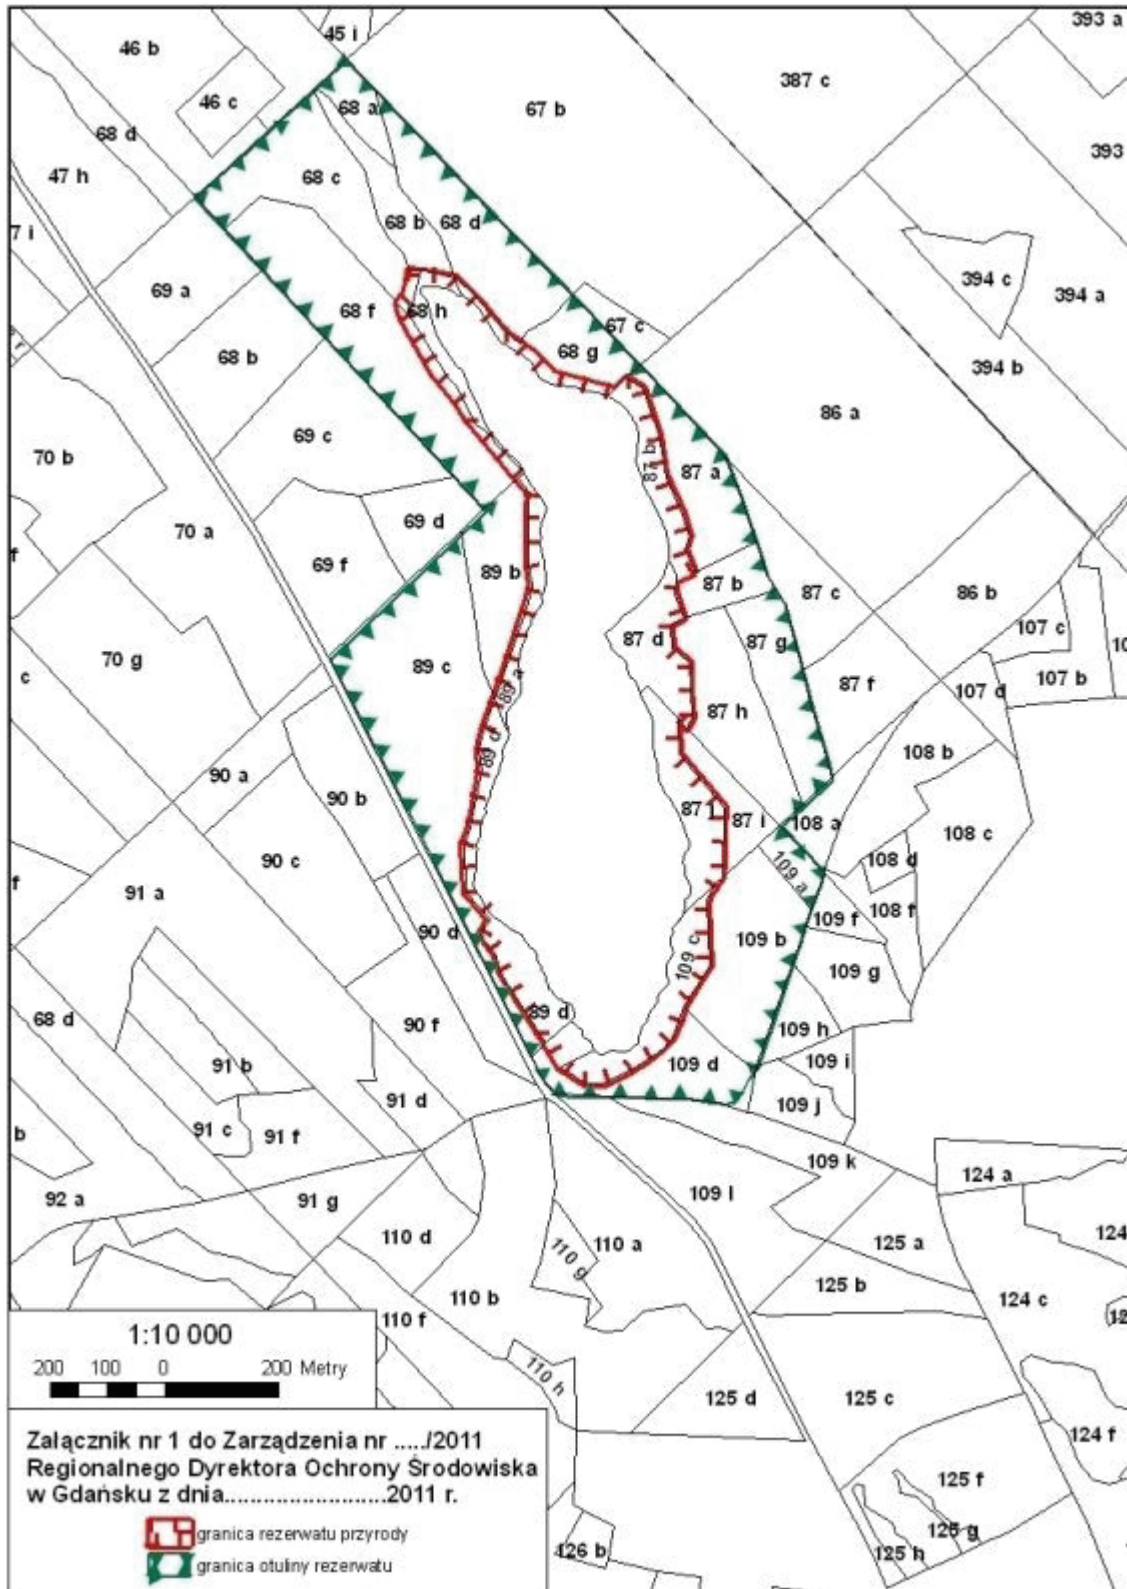 45 i
393 a
46 b
387 c
46 c
68 a
67 b
68 d
393
47 h
68 c
68 b
68 d
7 i
394 c
69 a
394 a
68 f
68 h
67 c
68 g
68 b
394 b
86 a
69 c
70 b
87 b
87 a
70 a
69 d
f
69 f
89 b
87 b
87 c
86 b
107 c
87 d
87 g
10
70 g
89 c
c
87 f
107 d
107 b
89 a
87 h
108 b
89 d
90 a
90 b
87 j
87 i
108 a
108 c
90 c
108 d
f
91 a
109 a
108 f
109 f
90 d
109 b
109 c
109 g
68 d
89 d
90 f
109 h
91 b
109 d
109 i
91 d
109 j
b
91 c
91 f
109 k
124 a
92 a
91 g
109 l
110 d
110 a
125 a
124
110 g
125 b
110 b
124 c
110 f
12
1:10 000
200 100 0 200 Metry
110 h
125 d
125 c
124 f
Załącznik nr 1 do Zarządzenia nr ...../2011
Regionalnego Dyrektora Ochrony Środowiska
w Gdańsku z dnia.........................2011 r.
125 f
125 g
granica rezerwatu przyrody
126 b
125 h
granica otuliny rezerwatu